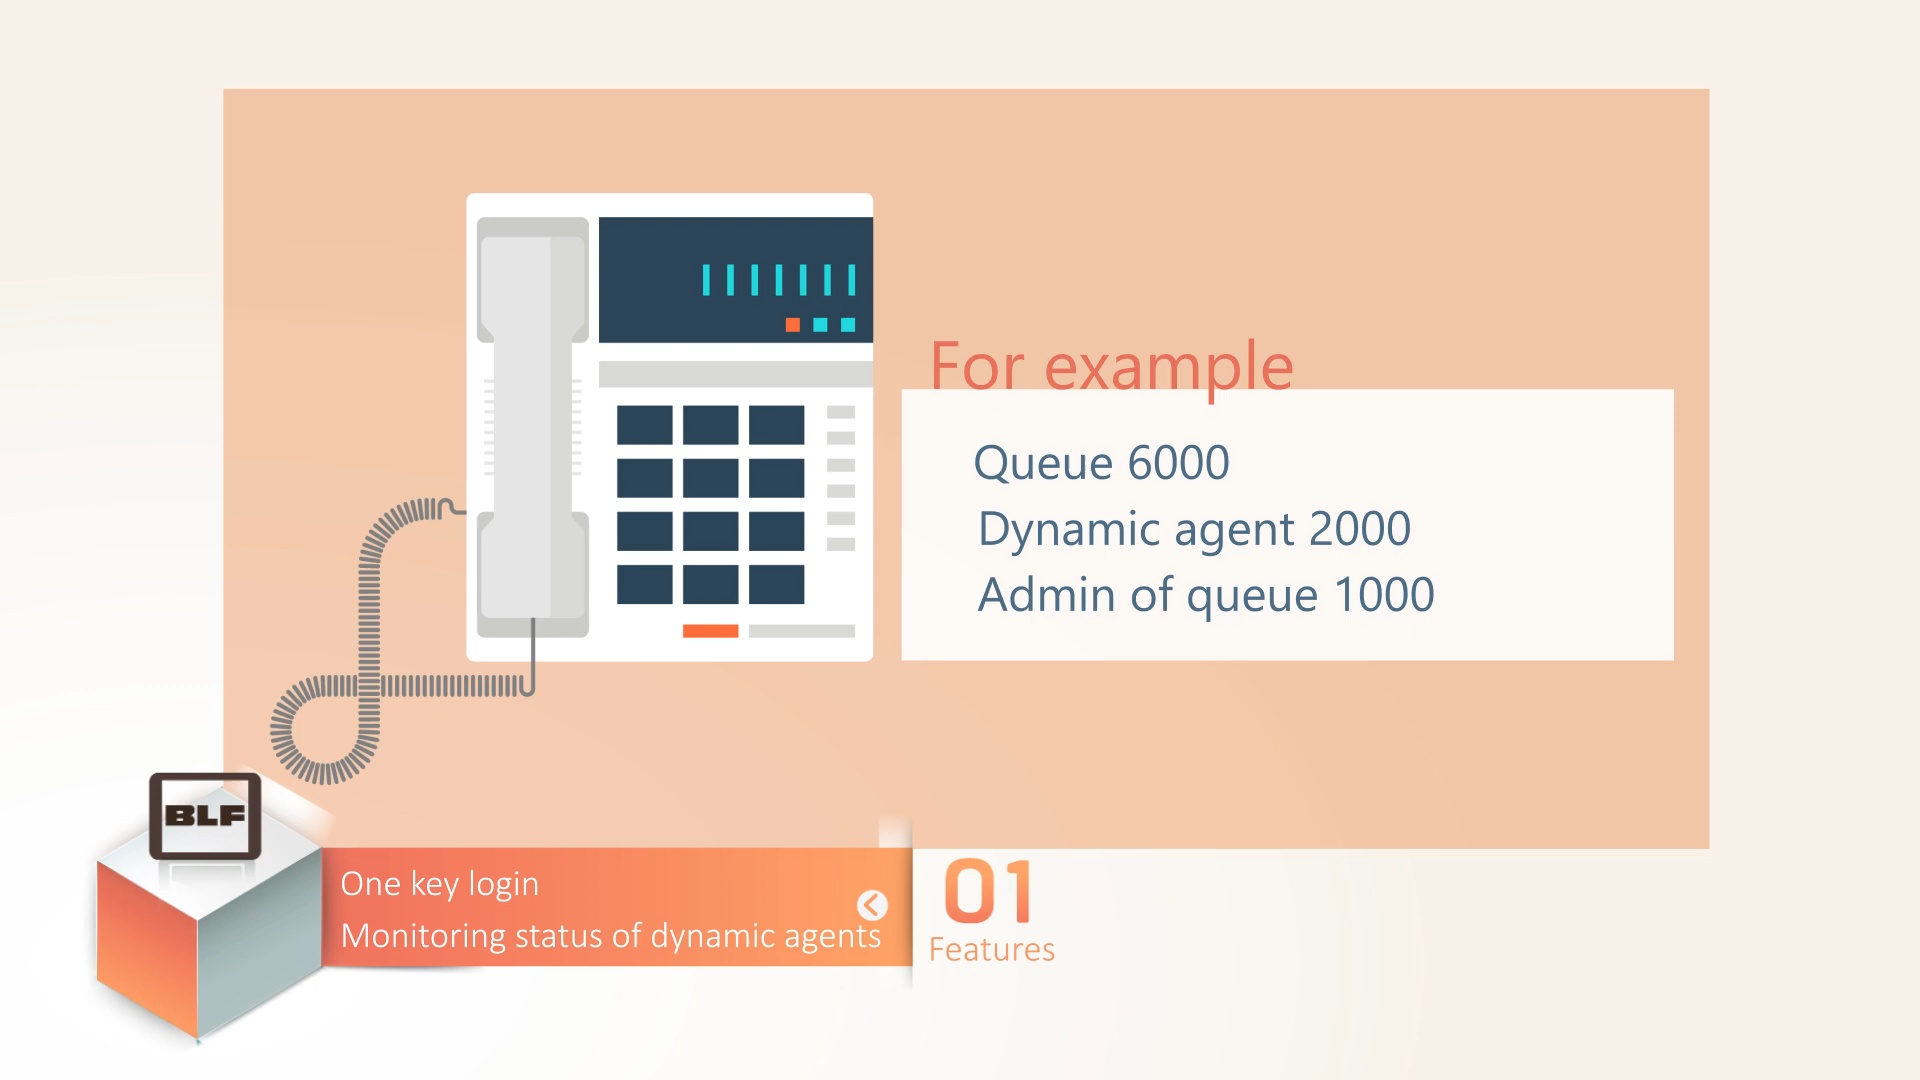 For example
Queue 6000
Dynamic agent 2000
Admin of queue 1000
BLF
One key login
Monitoring status of dynamic agents
01
Features